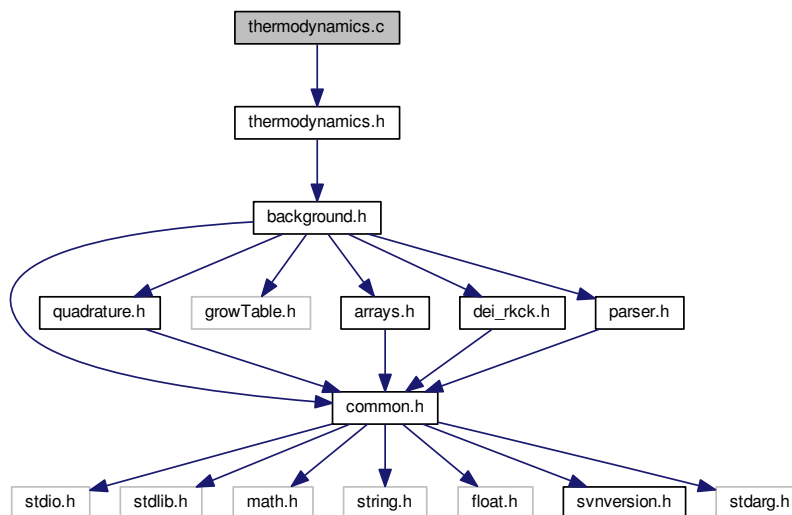 thermodynamics.c
thermodynamics.h
background.h
quadrature.h
growTable.h
arrays.h
dei_rkck.h
parser.h
common.h
stdio.h
stdlib.h
math.h
string.h
float.h
svnversion.h
stdarg.h